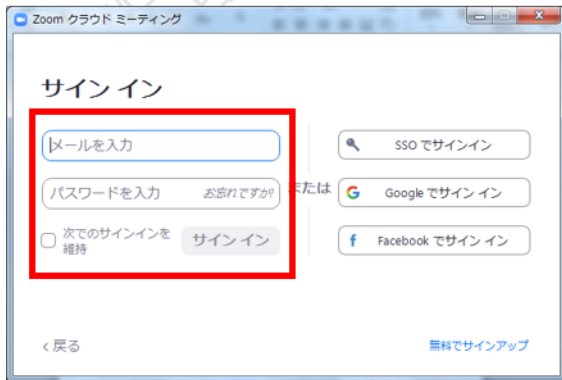 Zoom クラウド ミーティング
サイン イン
メールを入力
パスワードを入力 お忘れですか?
次でのサインインを
維持
サイン イン
または
SSO でサインイン
Google でサイン イン
Facebook でサイン イン
戻る
無料でサインアップ